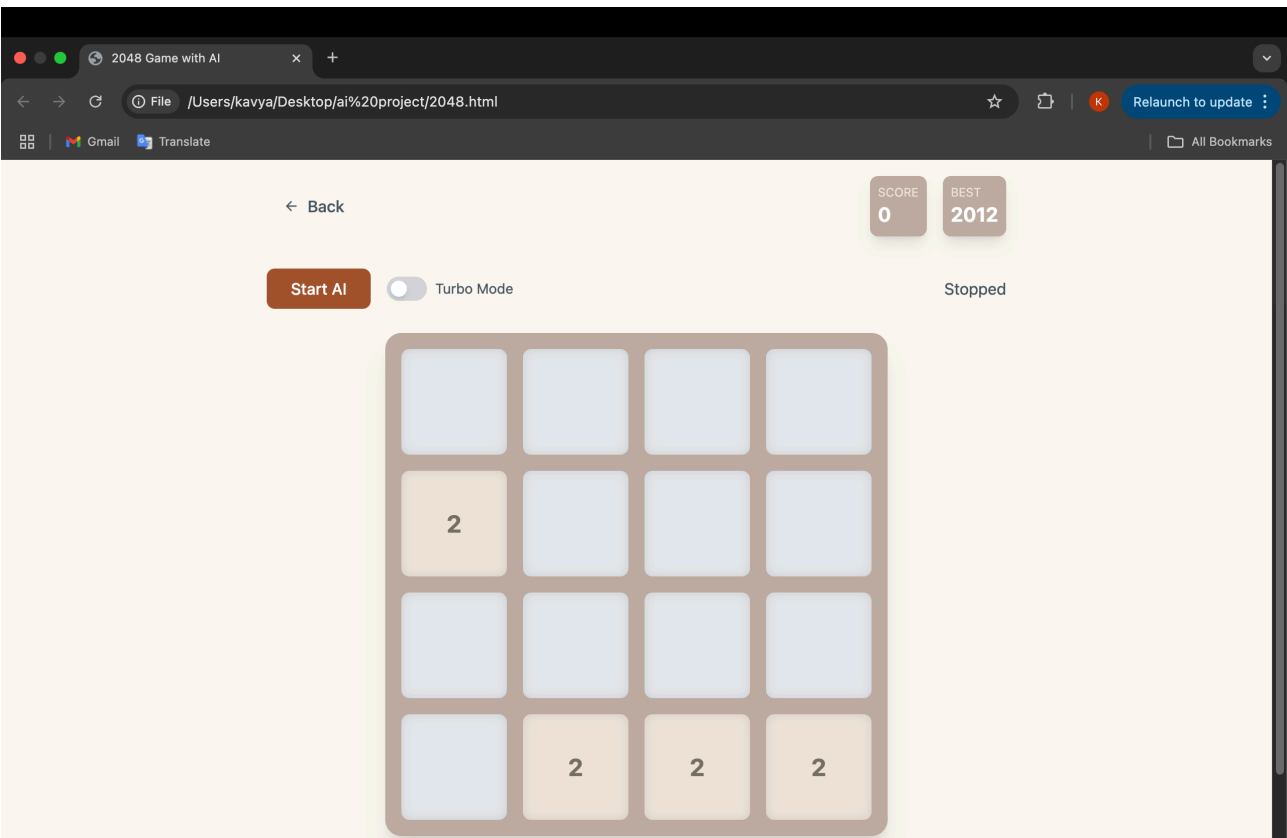 2048 Game with AI
File /Users/kavya/Desktop/ai%20project/2048.html
K
Relaunch to update
Gmail Translate All Bookmarks
Back
SCORE
0
BEST
2012
Start AI Turbo Mode Stopped
2
2 2 2